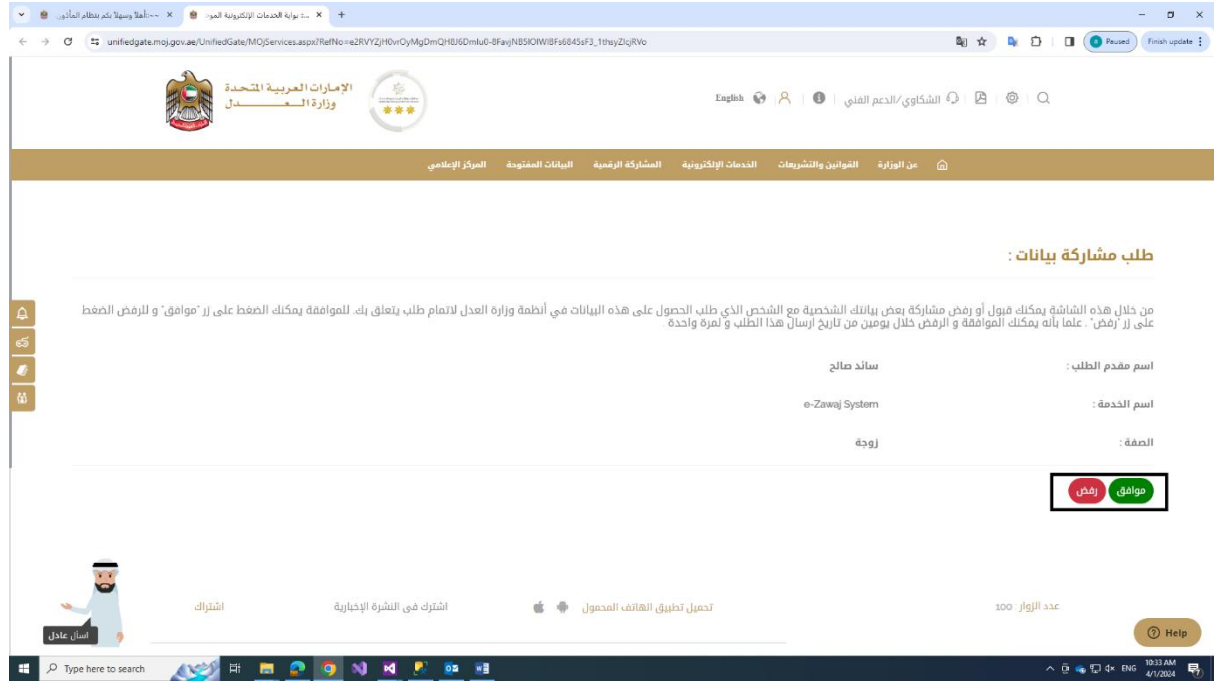 أهلاً وسهلاً بكم بنظام المأذون
بوابة الخدمات الإلكترونية المو
unifiedgate.moj.gov.ae/UnifiedGate/MOJServices.aspx?RefNo=e2RVYZjH0vrOyMgDmQH8J6Dmlu0-8FavjNB5lOIWIBFs6845sF3_1thsyZIcjRVo
Paused
Finish update
الإمارات العربية المتحدة
وزارة العدل
الشكاوي/الدعم الفني
English
عن الوزارة
القوانين والتشريعات
الخدمات الإلكترونية
المشاركة الرقمية
البيانات المفتوحة
المركز الإعلامي
طلب مشاركة بيانات :
من خلال هذه الشاشة يمكنك قبول أو رفض مشاركة بعض بياناتك الشخصية مع الشخص الذي طلب الحصول على هذه البيانات في أنظمة وزارة العدل لاتمام طلب يتعلق بك. للموافقة يمكنك الضغط على زر "موافق" و للرفض الضغط
على زر "رفض" . علما بأنه يمكنك الموافقة و الرفض خلال يومين من تاريخ ارسال هذا الطلب و لمرة واحدة .
اسم مقدم الطلب : سائد صالح
اسم الخدمة : e-Zawaj System
الصفة : زوجة
موافق رفض
عدد الزوار 100
تحميل تطبيق الهاتف المحمول
اشترك في النشرة الإخبارية
اشتراك
اسأل عادل
Help
Type here to search
ENG
10:33 AM
4/1/2024